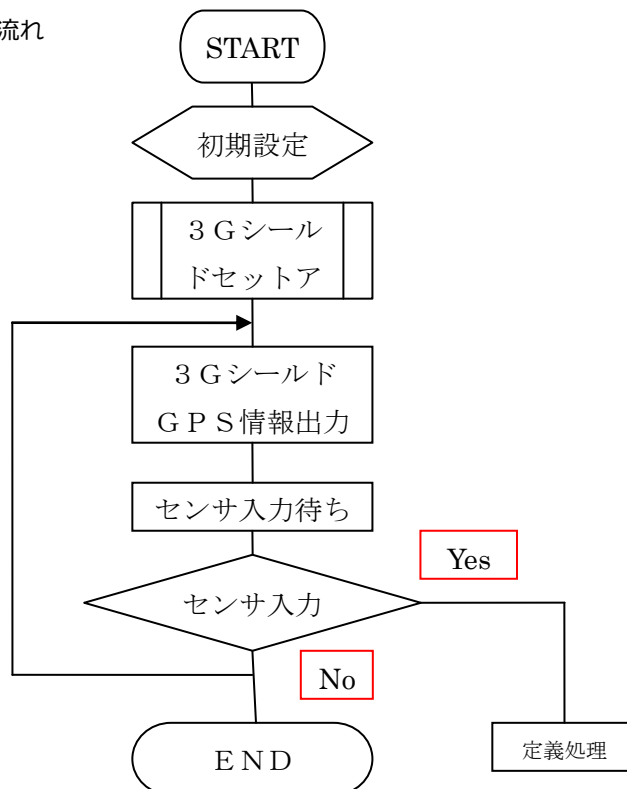 流れ
START
初期設定
３Ｇシール
ドセットア
３Ｇシールド
ＧＰＳ情報出力
センサ入力待ち
Yes
センサ入力
No
ＥＮＤ
定義処理